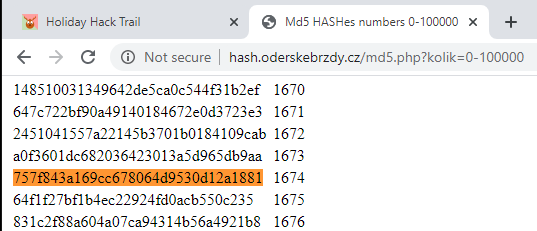 Holiday Hack Trail
Md5 HASHes numbers 0-100000
Not secure hash.oderskebrzdy.cz/md5.php?kolik=0-100000
148510031349642de5ca0c544f31b2ef 1670
647c722bf90a49140184672e0d3723e3 1671
2451041557a22145b3701b0184109cab 1672
a0f3601dc682036423013a5d965db9aa 1673
757f843a169cc678064d9530d12a1881 1674
64f1f27bf1b4ec22924fd0acb550c235 1675
831c2f88a604a07ca94314b56a4921b8 1676